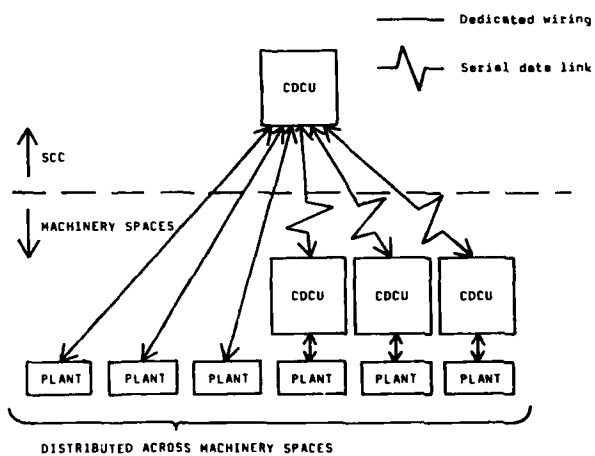 Dedicated wiring
Serial data link
CDCU
SCC
MACHINERY SPACES
CDCU CDCU CDCU
PLANT PLANT PLANT PLANT PLANT PLANT
DISTRIBUTED ACROSS MACHINERY SPACES